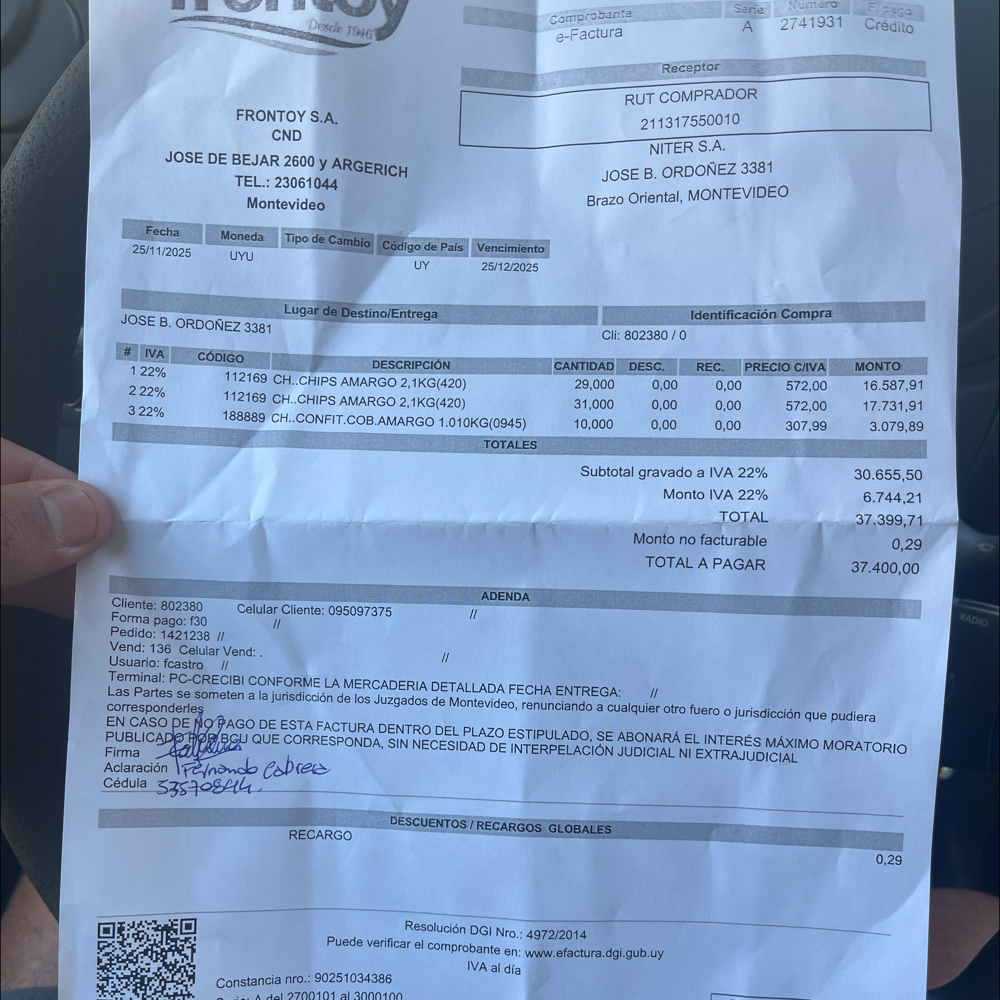 Frontoy
Desde 1946
Comprobante Serie Número F. pago
e-Factura A 2741931 Crédito
Receptor
RUT COMPRADOR
211317550010
NITER S.A.
JOSE B. ORDOÑEZ 3381
Brazo Oriental, MONTEVIDEO
FRONTOY S.A.
CND
JOSE DE BEJAR 2600 y ARGERICH
TEL.: 23061044
Montevideo
Fecha Moneda Tipo de Cambio Código de País Vencimiento
25/11/2025 UYU UY 25/12/2025
Lugar de Destino/Entrega Identificación Compra
JOSE B. ORDOÑEZ 3381 Cli: 802380 / 0
# IVA CÓDIGO DESCRIPCIÓN CANTIDAD DESC. REC. PRECIO C/IVA MONTO
1 22% 112169 CH..CHIPS AMARGO 2,1KG(420) 29,000 0,00 0,00 572,00 16.587,91
2 22% 112169 CH..CHIPS AMARGO 2,1KG(420) 31,000 0,00 0,00 572,00 17.731,91
3 22% 188889 CH..CONFIT.COB.AMARGO 1.010KG(0945) 10,000 0,00 0,00 307,99 3.079,89
TOTALES
Subtotal gravado a IVA 22% 30.655,50
Monto IVA 22% 6.744,21
TOTAL 37.399,71
Monto no facturable 0,29
TOTAL A PAGAR 37.400,00
ADENDA
Cliente: 802380 Celular Cliente: 095097375 //
Forma pago: f30 //
Pedido: 1421238 //
Vend: 136 Celular Vend: . //
Usuario: fcastro //
Terminal: PC-CRECIBI CONFORME LA MERCADERIA DETALLADA FECHA ENTREGA: //
Las Partes se someten a la jurisdicción de los Juzgados de Montevideo, renunciando a cualquier otro fuero o jurisdicción que pudiera
corresponderles
EN CASO DE NO PAGO DE ESTA FACTURA DENTRO DEL PLAZO ESTIPULADO, SE ABONARÁ EL INTERÉS MÁXIMO MORATORIO
PUBLICADO POR BCU QUE CORRESPONDA, SIN NECESIDAD DE INTERPELACIÓN JUDICIAL NI EXTRAJUDICIAL
Firma
Aclaración Fernando Cabrera
Cédula
DESCUENTOS / RECARGOS GLOBALES
RECARGO 0,29
Resolución DGI Nro.: 4972/2014
Puede verificar el comprobante en: www.efactura.dgi.gub.uy
IVA al día
Constancia nro.: 90251034386
Serie: A del 2700101 al 3000100
RADIO